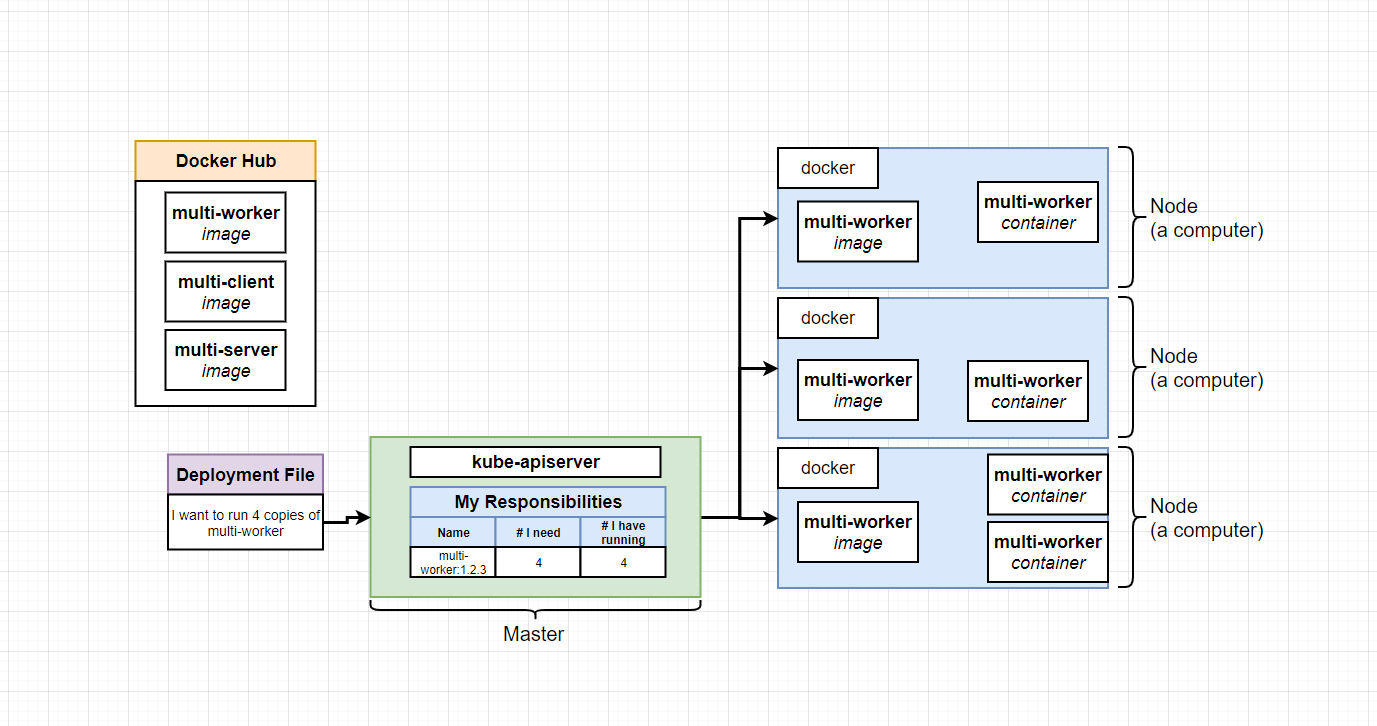 Docker Hub
multi-worker
image
multi-client
image
multi-server
image
Deployment File
I want to run 4 copies of
multi-worker
kube-apiserver
My Responsibilities
Name
# I need
# I have
running
multi-
worker:1.2.3
4
4
Master
docker
multi-worker
image
multi-worker
container
Node
(a computer)
docker
multi-worker
image
multi-worker
container
Node
(a computer)
docker
multi-worker
image
multi-worker
container
multi-worker
container
Node
(a computer)